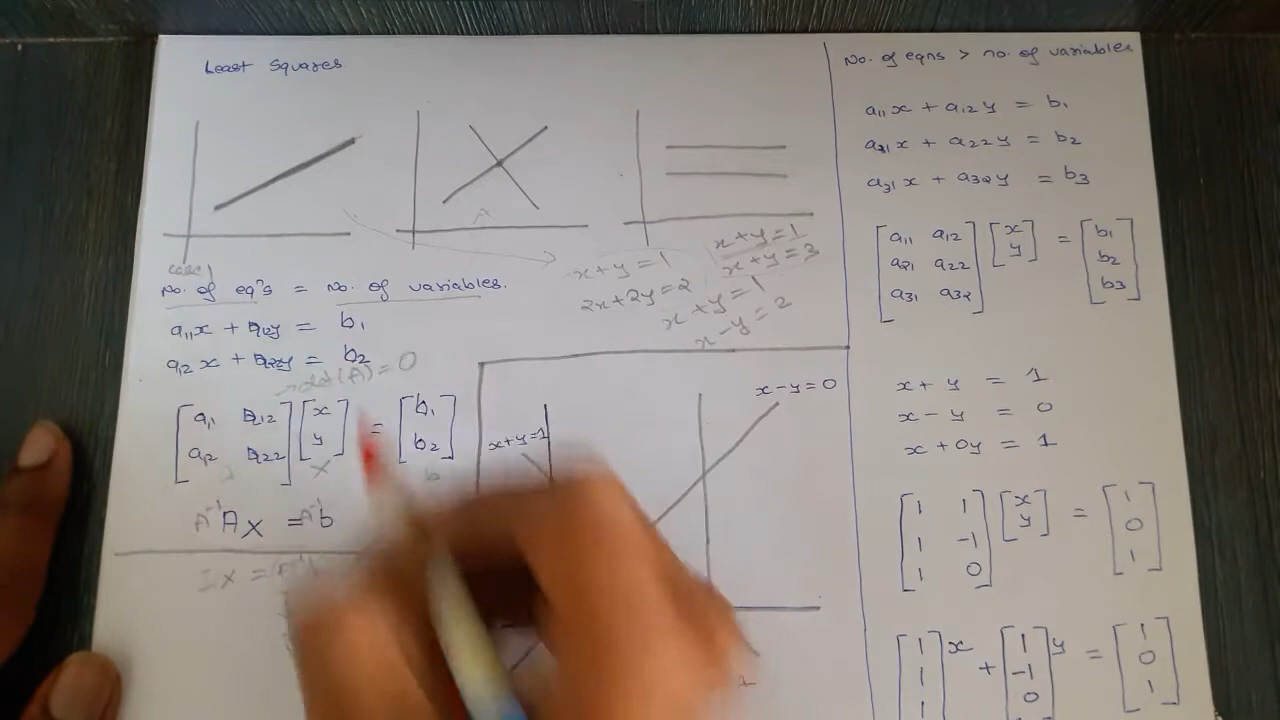 Least Squares
x+y=1
2x+2y=2
x+y=1
x+y=3
x+y=1
x-y=2
case 1
No. of eqns = No. of variables.
a11x + a12y = b1
a12x + a22y = b2
det(A)=0
[a11 a12] [x] = [b1]
[a12 a22] [y] [b2]
x b
A⁻¹Ax = A⁻¹b
Ix =
x+y=1
x-y=0
No. of eqns > no. of variables
a11x + a12y = b1
a21x + a22y = b2
a31x + a32y = b3
[a11 a12] [x] = [b1]
[a21 a22] [y] [b2]
[a31 a32] [b3]
x + y = 1
x - y = 0
x + 0y = 1
[1 1] [x] = [1]
[1 -1] [y] [0]
[1 0] [1]
[1] x + [1] y = [1]
[1] [-1] [0]
[1] [0] [1]